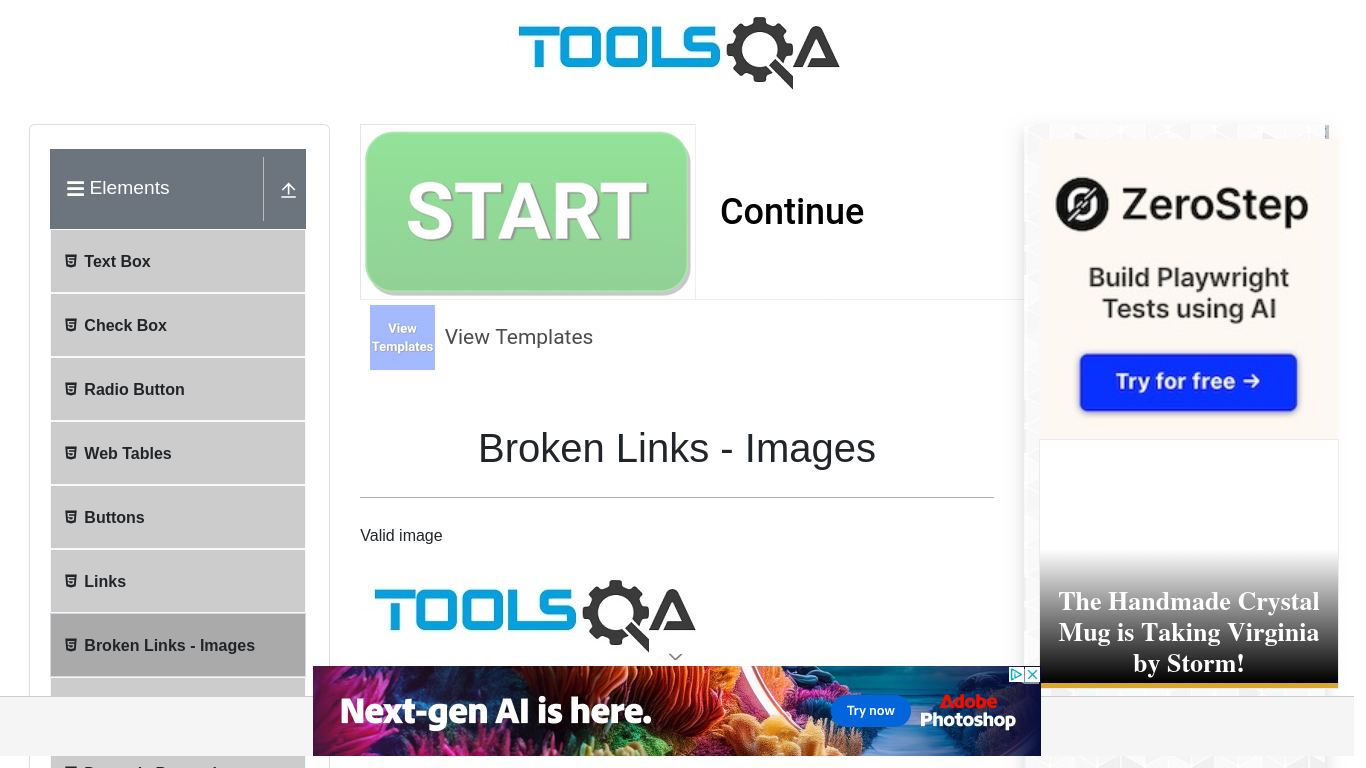 TOOLSQA
Elements
Text Box
Check Box
Radio Button
Web Tables
Buttons
Links
Broken Links - Images
START
Continue
View
Templates
View Templates
Broken Links - Images
Valid image
TOOLSQA
ZeroStep
Build Playwright
Tests using AI
Try for free →
The Handmade Crystal
Mug is Taking Virginia
by Storm!
Next-gen AI is here.
Try now
Adobe
Photoshop